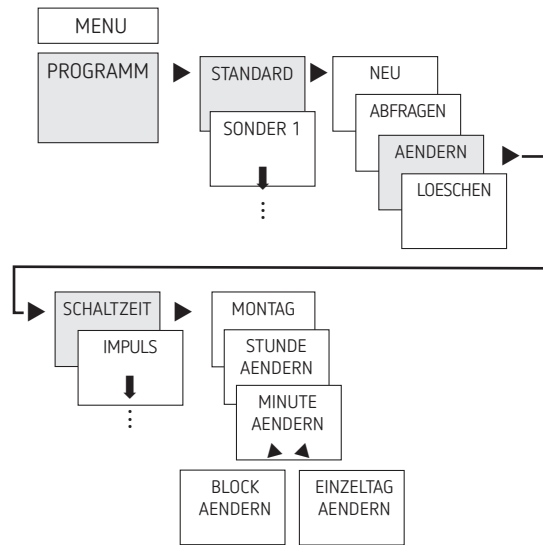 MENU
PROGRAMM
STANDARD
SONDER 1
NEU
ABFRAGEN
AENDERN
LOESCHEN
SCHALTZEIT
IMPULS
MONTAG
STUNDE
AENDERN
MINUTE
AENDERN
BLOCK
AENDERN
EINZELTAG
AENDERN